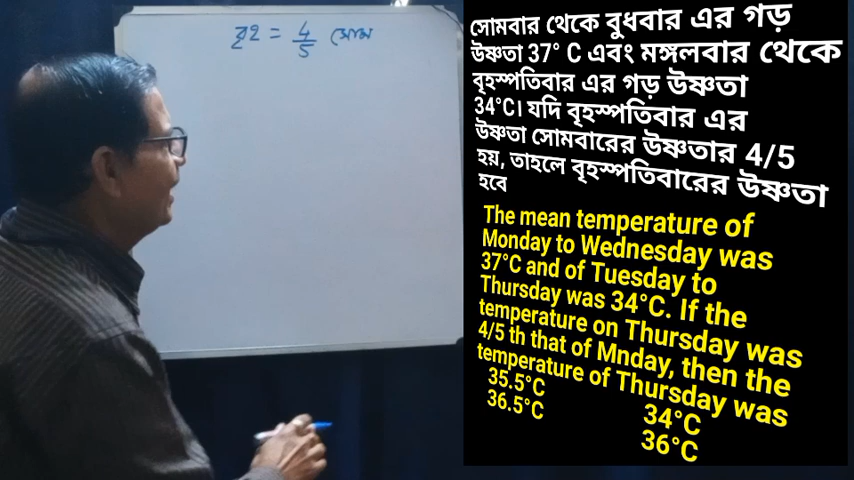 বৃহ = 4/5 সোম
সোমবার থেকে বুধবার এর গড়
উষ্ণতা 37° C এবং মঙ্গলবার থেকে
বৃহস্পতিবার এর গড় উষ্ণতা
34°C। যদি বৃহস্পতিবার এর
উষ্ণতা সোমবারের উষ্ণতার 4/5
হয়, তাহলে বৃহস্পতিবারের উষ্ণতা
হবে
The mean temperature of
Monday to Wednesday was
37°C and of Tuesday to
Thursday was 34°C. If the
temperature on Thursday was
4/5 th that of Mnday, then the
temperature of Thursday was
35.5°C 34°C
36.5°C 36°C